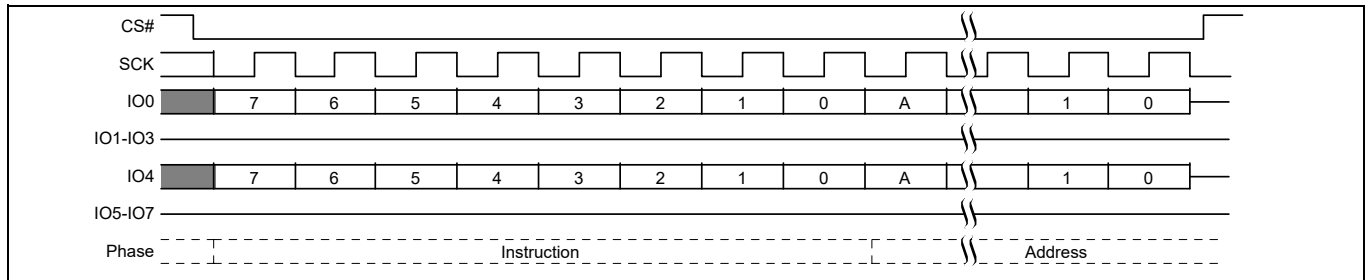 CS#
SCK
IO0 7 6 5 4 3 2 1 0 A 1 0
IO1-IO3
IO4 7 6 5 4 3 2 1 0 A 1 0
IO5-IO7
Phase Instruction Address